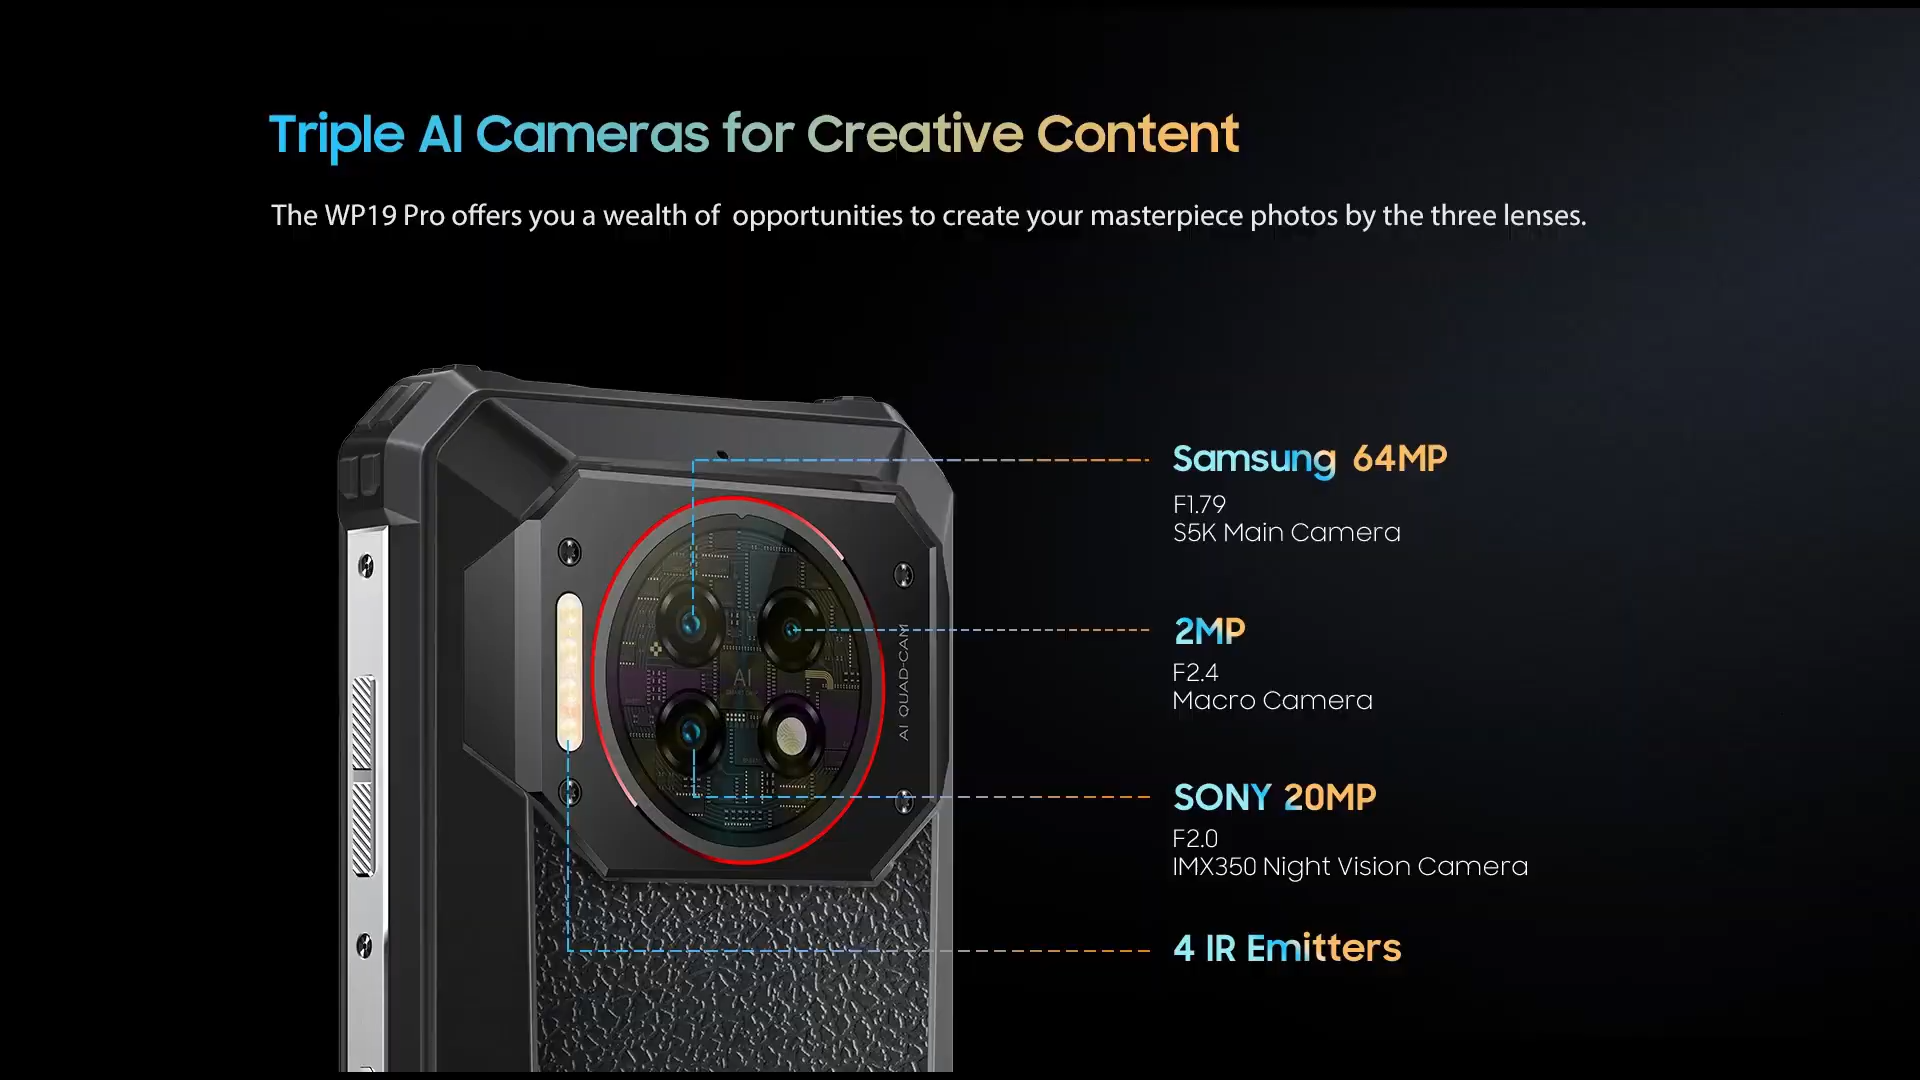 Triple AI Cameras for Creative Content
The WP19 Pro offers you a wealth of opportunities to create your masterpiece photos by the three lenses.
Samsung 64MP
F1.79
S5K Main Camera
2MP
F2.4
Macro Camera
SONY 20MP
F2.0
IMX350 Night Vision Camera
4 IR Emitters
AI QUAD-CAM
AI